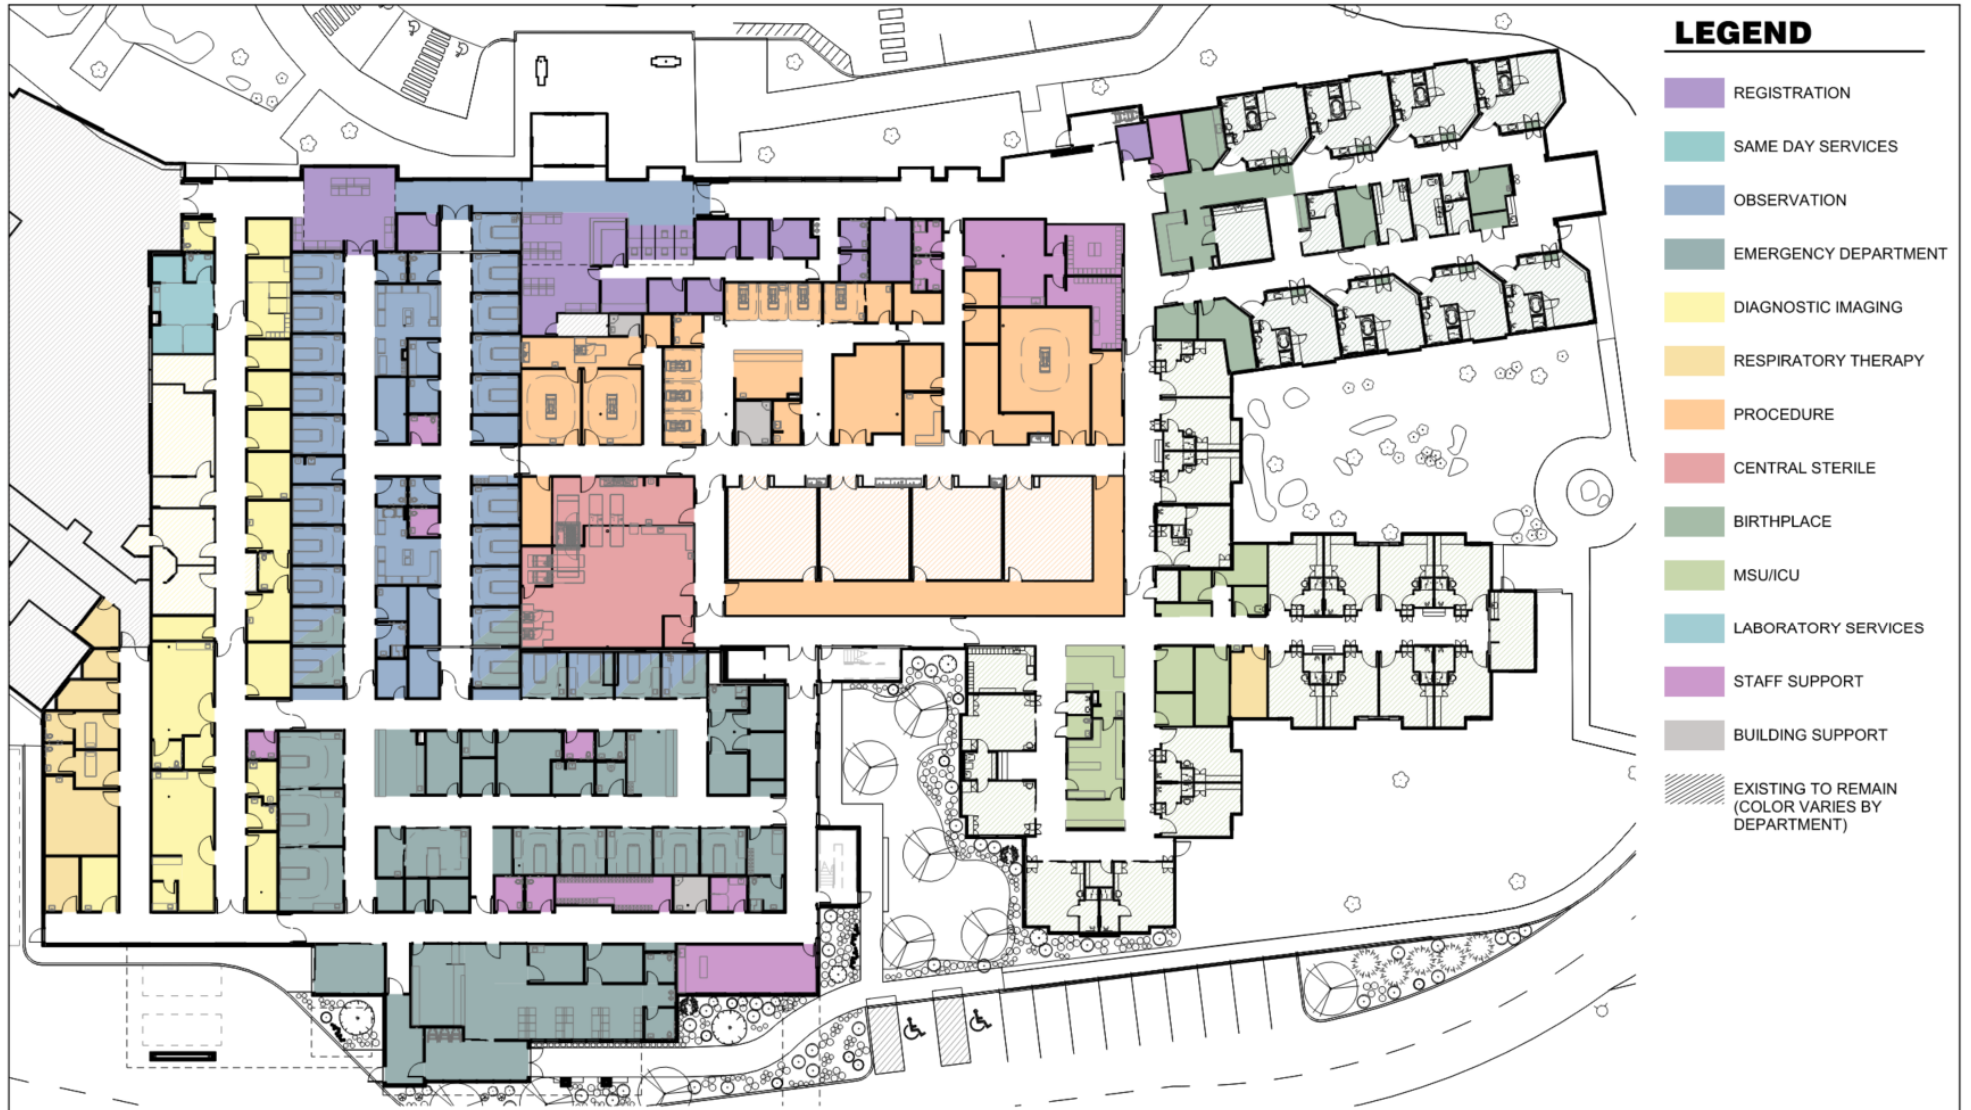 LEGEND
REGISTRATION
SAME DAY SERVICES
OBSERVATION
EMERGENCY DEPARTMENT
DIAGNOSTIC IMAGING
RESPIRATORY THERAPY
PROCEDURE
CENTRAL STERILE
BIRTHPLACE
MSU/ICU
LABORATORY SERVICES
STAFF SUPPORT
BUILDING SUPPORT
EXISTING TO REMAIN
(COLOR VARIES BY
DEPARTMENT)